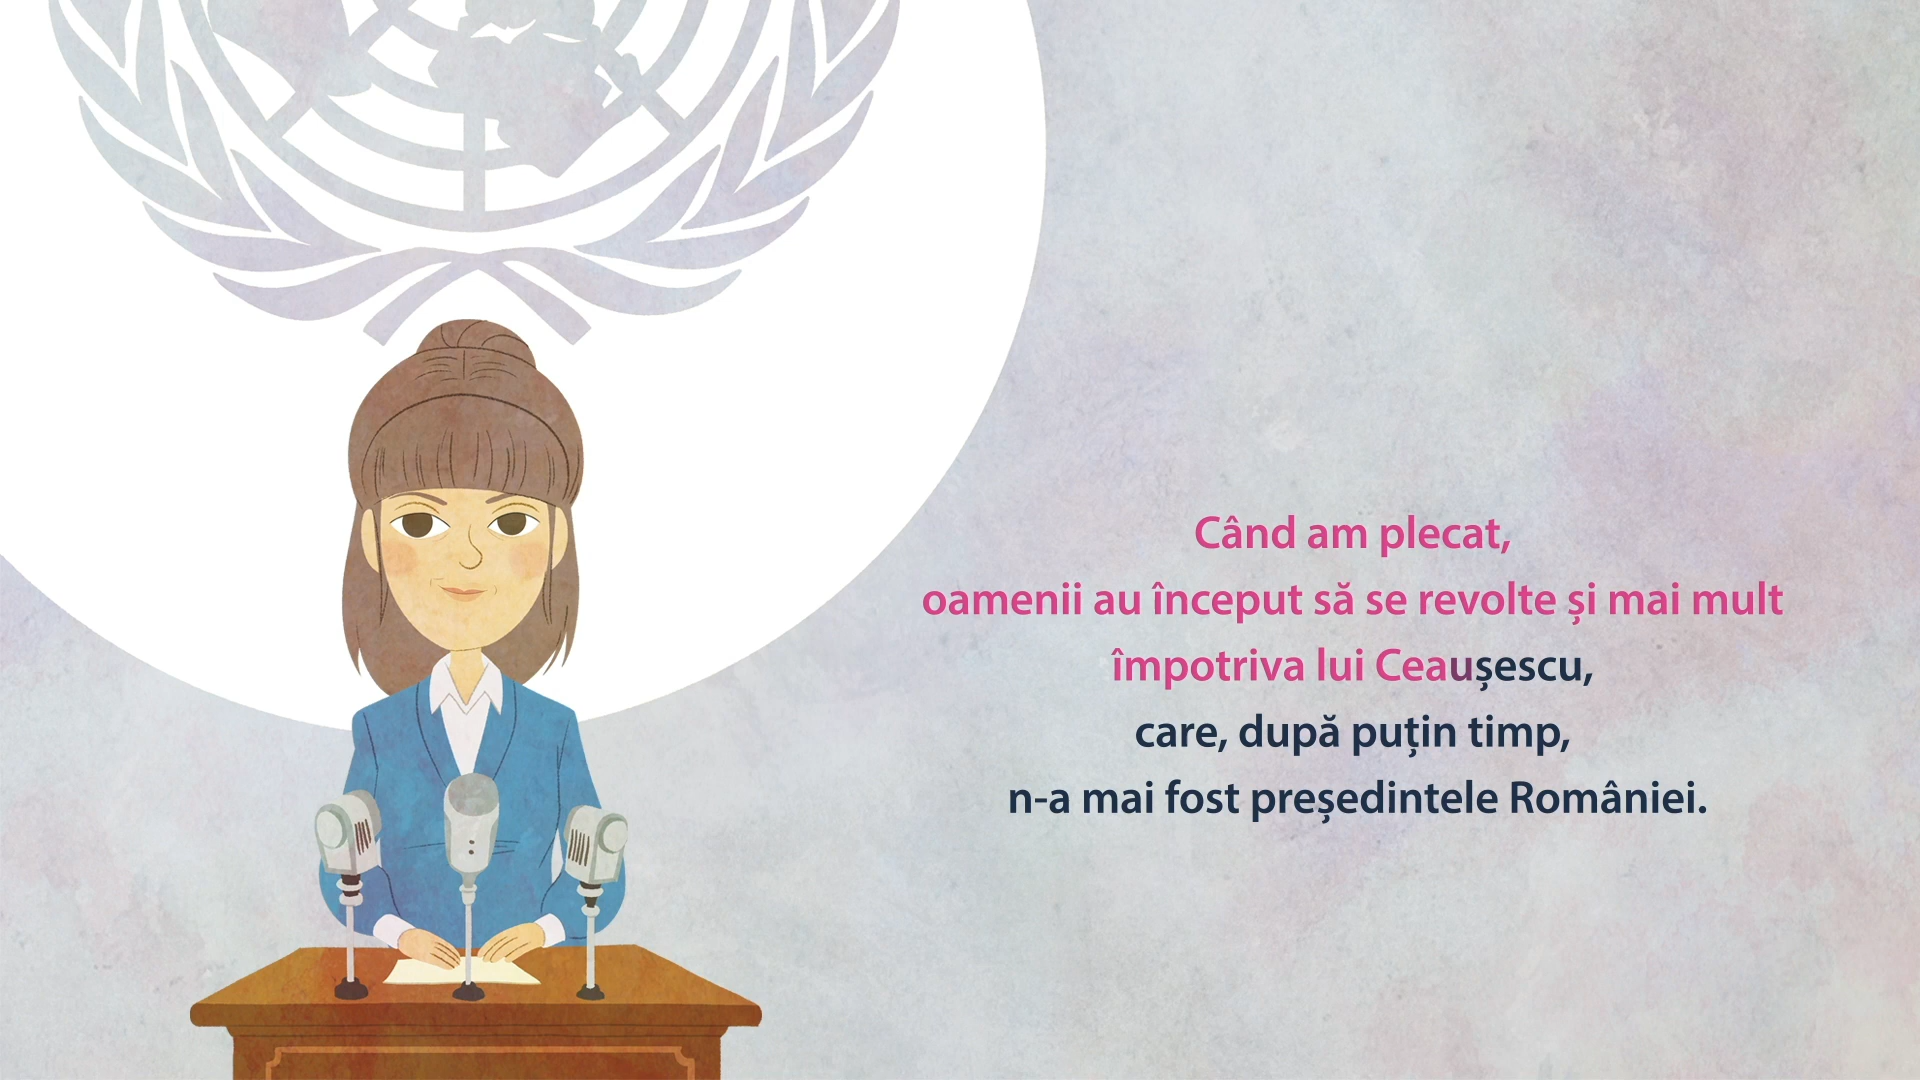 Când am plecat,
oamenii au început să se revolte și mai mult
împotriva lui Ceaușescu,
care, după puțin timp,
n-a mai fost președintele României.